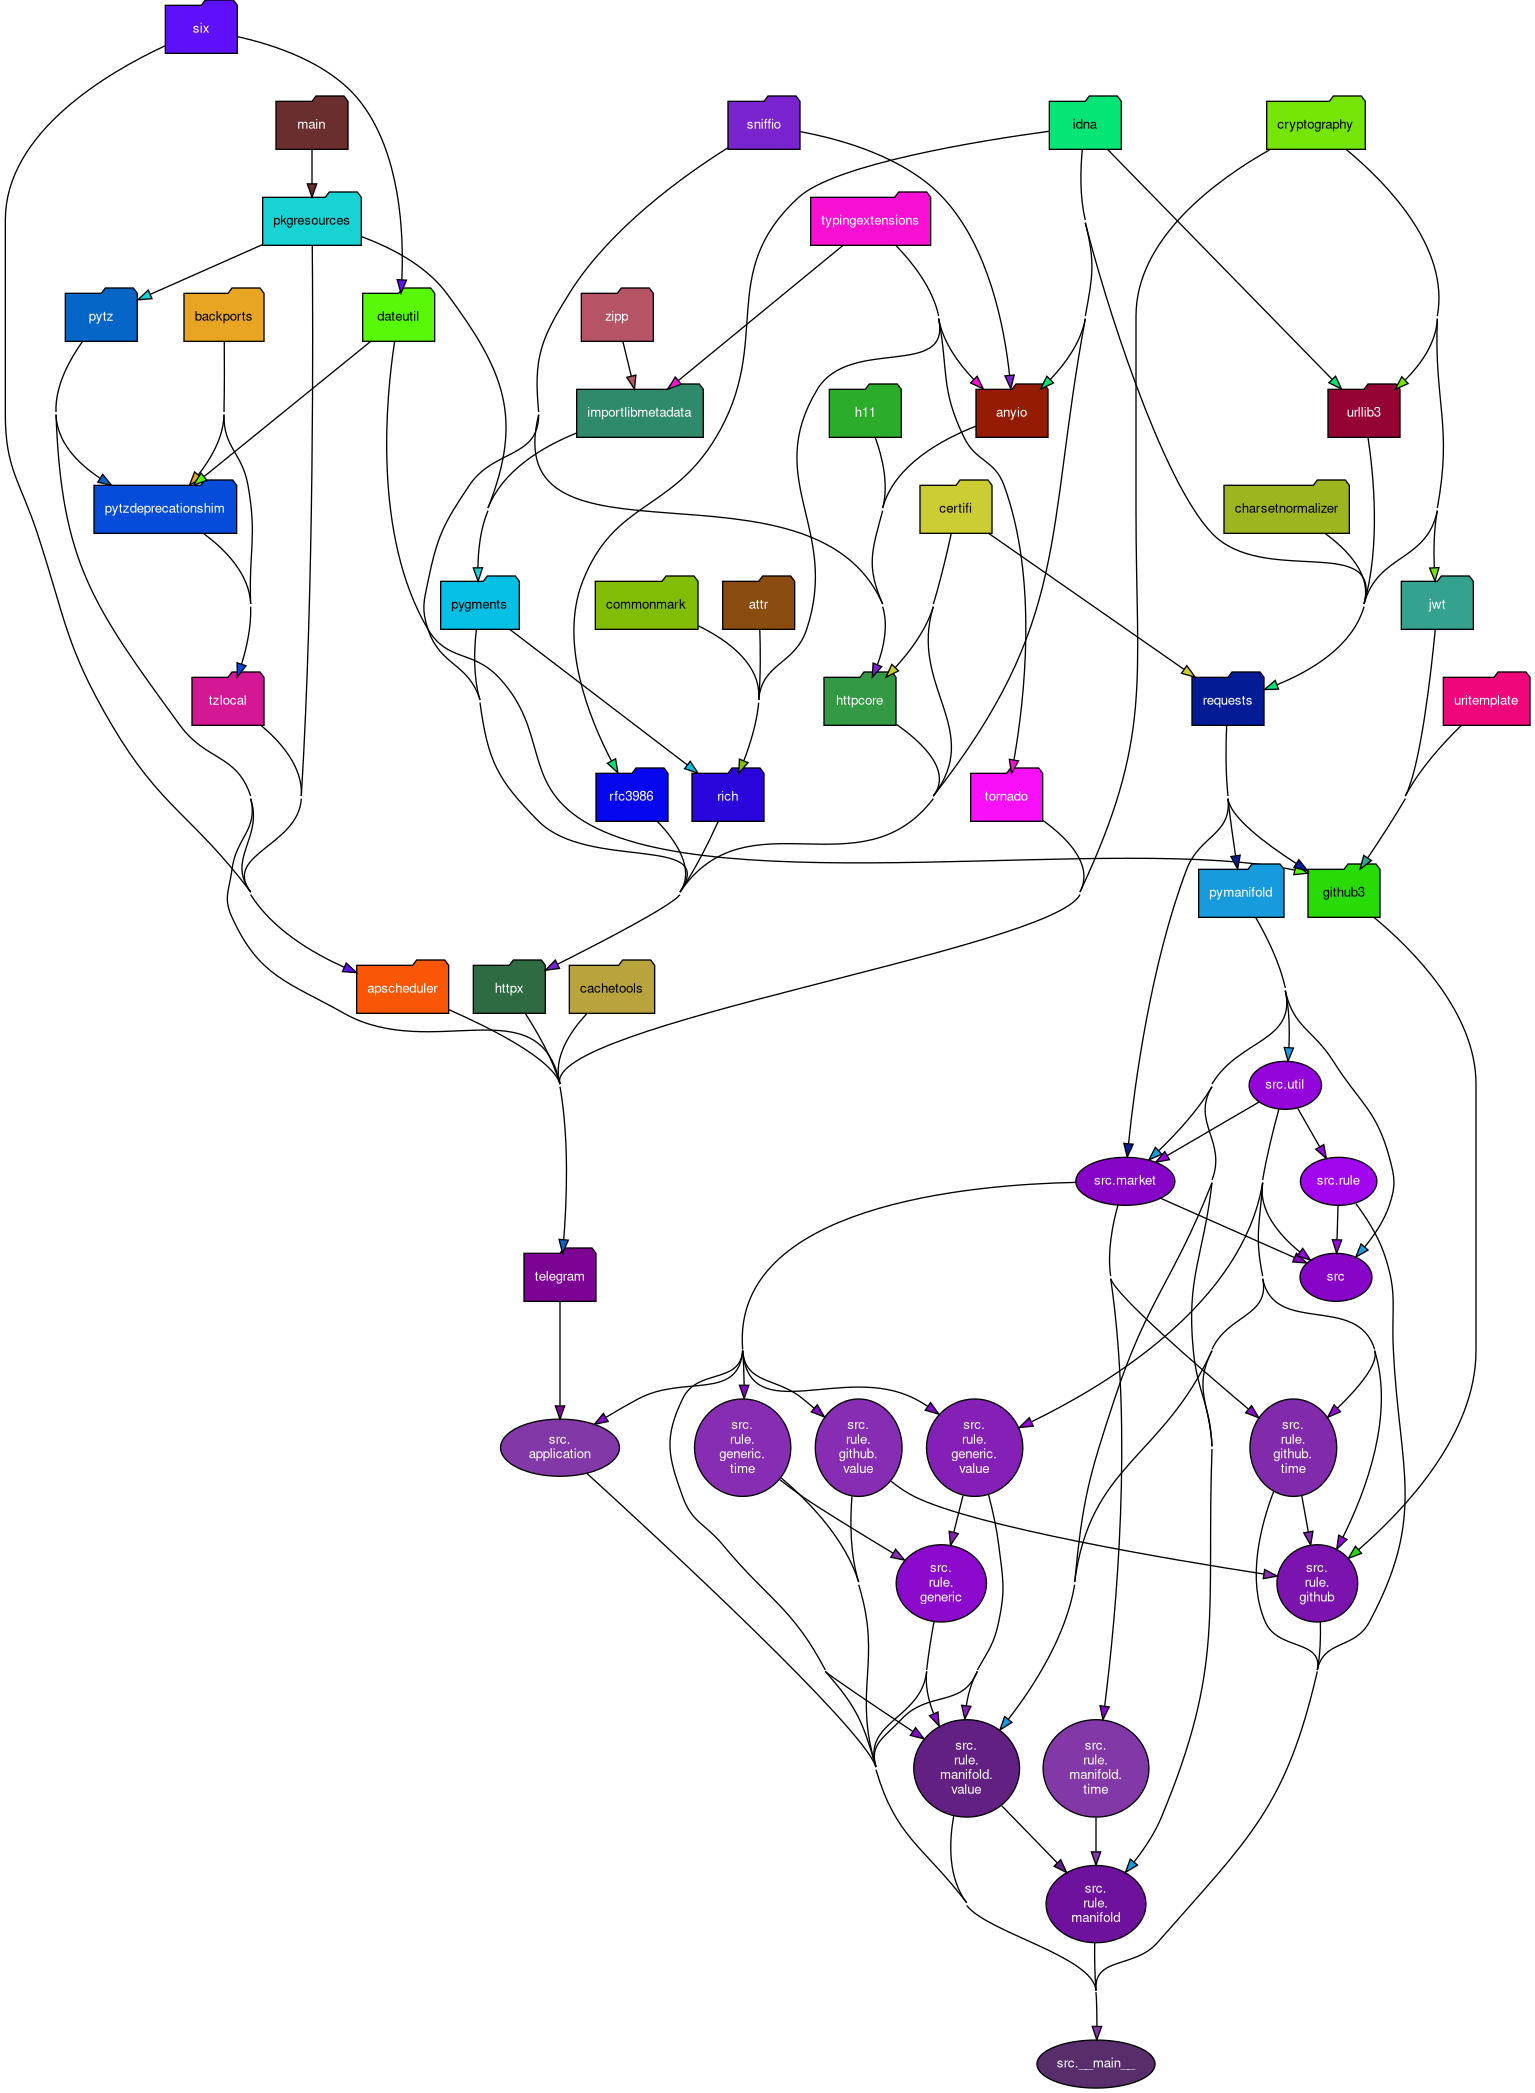 six
main
sniffio
idna
cryptography
pkgresources
typingextensions
pytz
backports
dateutil
zipp
importlibmetadata
h11
anyio
urllib3
pytzdeprecationshim
certifi
charsetnormalizer
pygments
commonmark
attr
jwt
tzlocal
httpcore
requests
uritemplate
rfc3986
rich
tornado
pymanifold
github3
apscheduler
httpx
cachetools
src.util
src.market
src.rule
telegram
src
src.
application
src.
rule.
generic.
time
src.
rule.
github.
value
src.
rule.
generic.
value
src.
rule.
github.
time
src.
rule.
generic
src.
rule.
github
src.
rule.
manifold.
value
src.
rule.
manifold.
time
src.
rule.
manifold
src.__main__